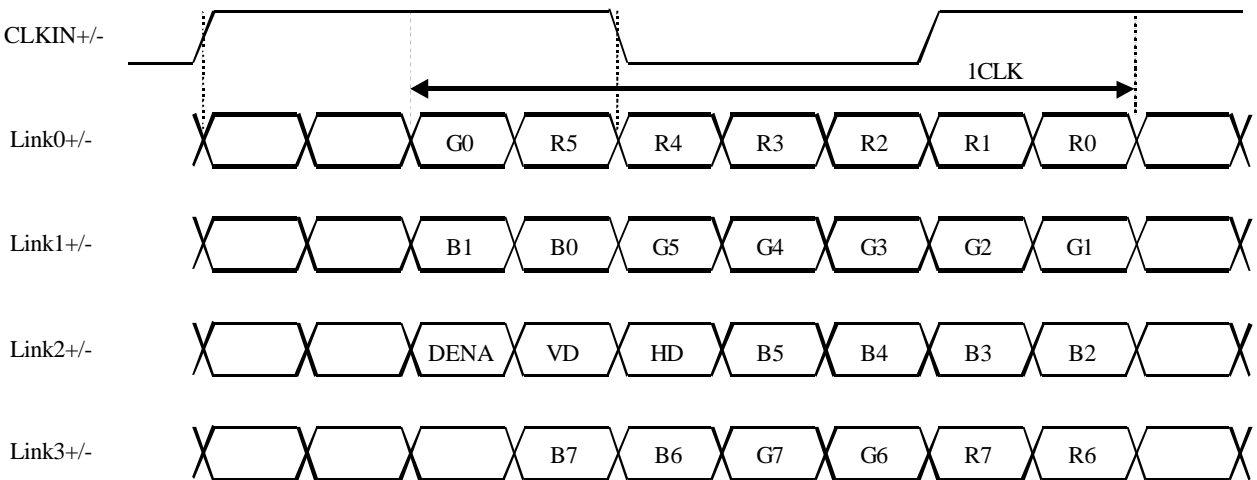 CLKIN+/-
1CLK
Link0+/- G0 R5 R4 R3 R2 R1 R0
Link1+/- B1 B0 G5 G4 G3 G2 G1
Link2+/- DENA VD HD B5 B4 B3 B2
Link3+/- B7 B6 G7 G6 R7 R6